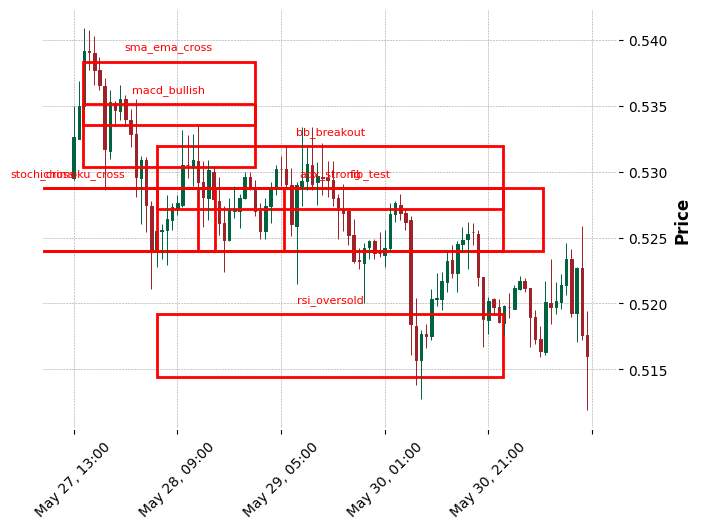 sma_ema_cross
macd_bullish
bb_breakout
adx_strong
fib_test
rsi_oversold
0.540
0.535
0.530
0.525
0.520
0.515
Price
May 27, 13:00
May 28, 09:00
May 29, 05:00
May 30, 01:00
May 30, 21:00